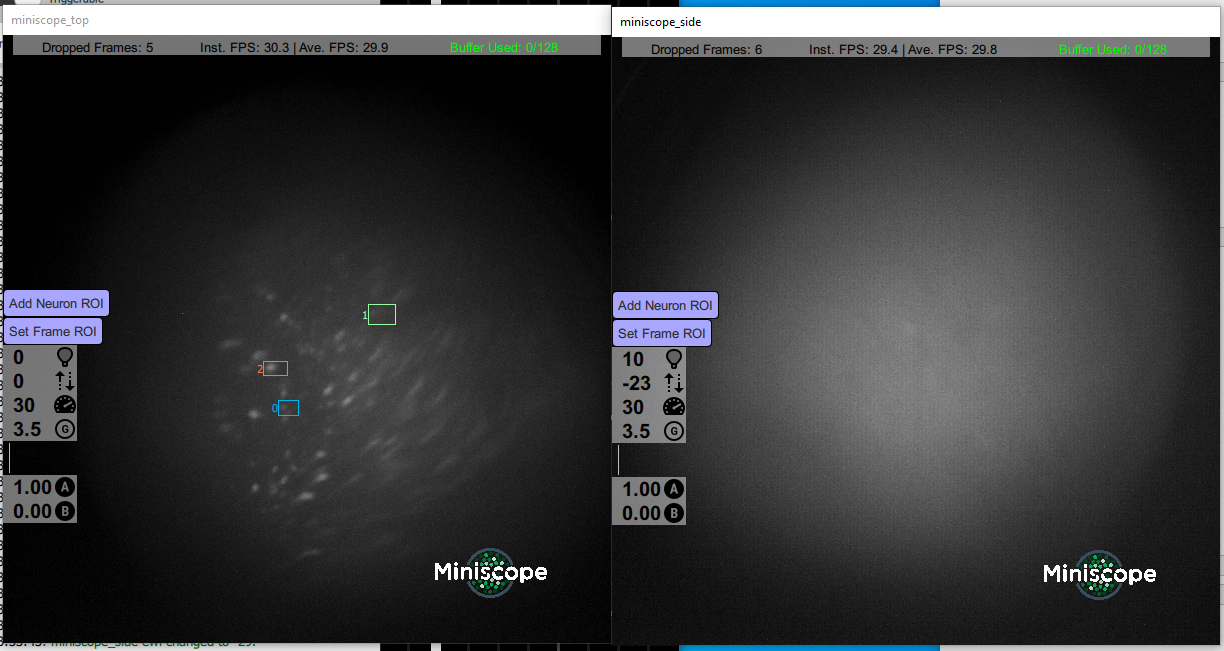 Triggerable
miniscope_top
Dropped Frames: 5 Inst. FPS: 30.3 | Ave. FPS: 29.9 Buffer Used: 0/128
1
2
0
Add Neuron ROI
Set Frame ROI
0
0
30
3.5 G
1.00 A
0.00 B
Miniscope
miniscope_side
Dropped Frames: 6 Inst. FPS: 29.4 | Ave. FPS: 29.8 Buffer Used: 0/128
Add Neuron ROI
Set Frame ROI
10
-23
30
3.5 G
1.00 A
0.00 B
Miniscope
miniscope_side ewl changed to -29.